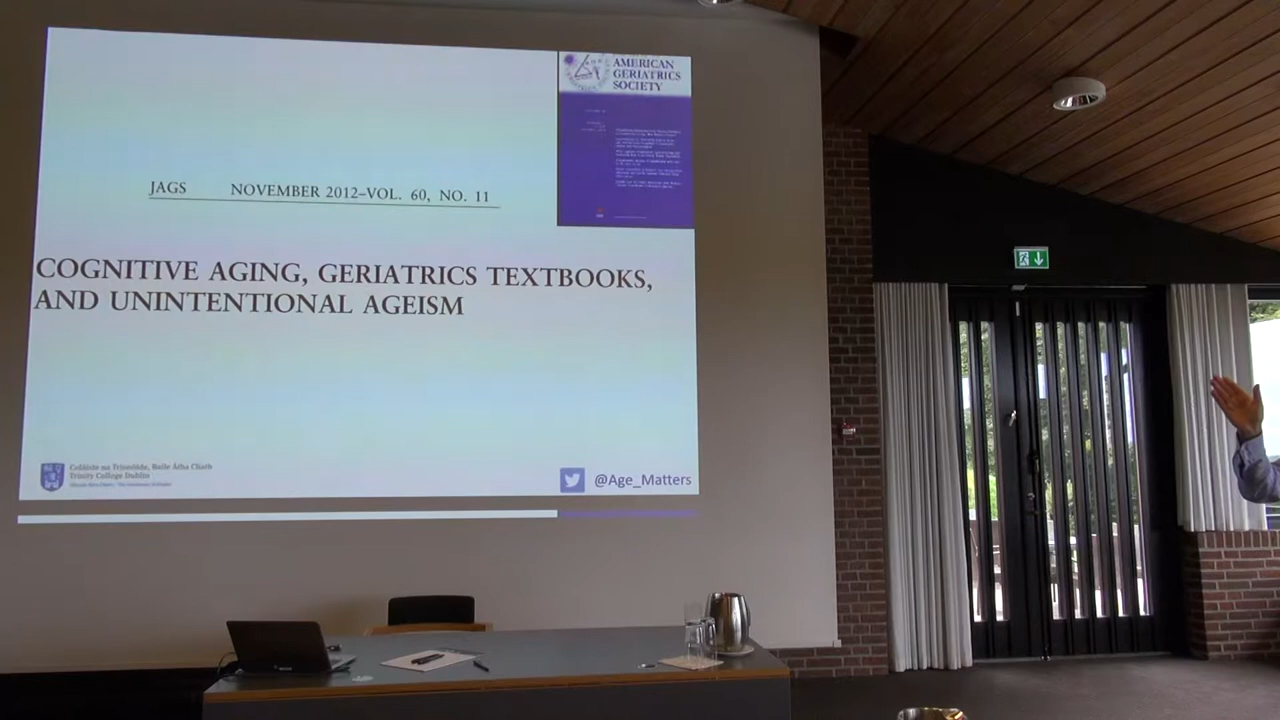 AMERICAN
GERIATRICS
SOCIETY
JAGS NOVEMBER 2012–VOL. 60, NO. 11
COGNITIVE AGING, GERIATRICS TEXTBOOKS,
AND UNINTENTIONAL AGEISM
Coláiste na Tríonóide, Baile Átha Cliath
Trinity College Dublin
@Age_Matters